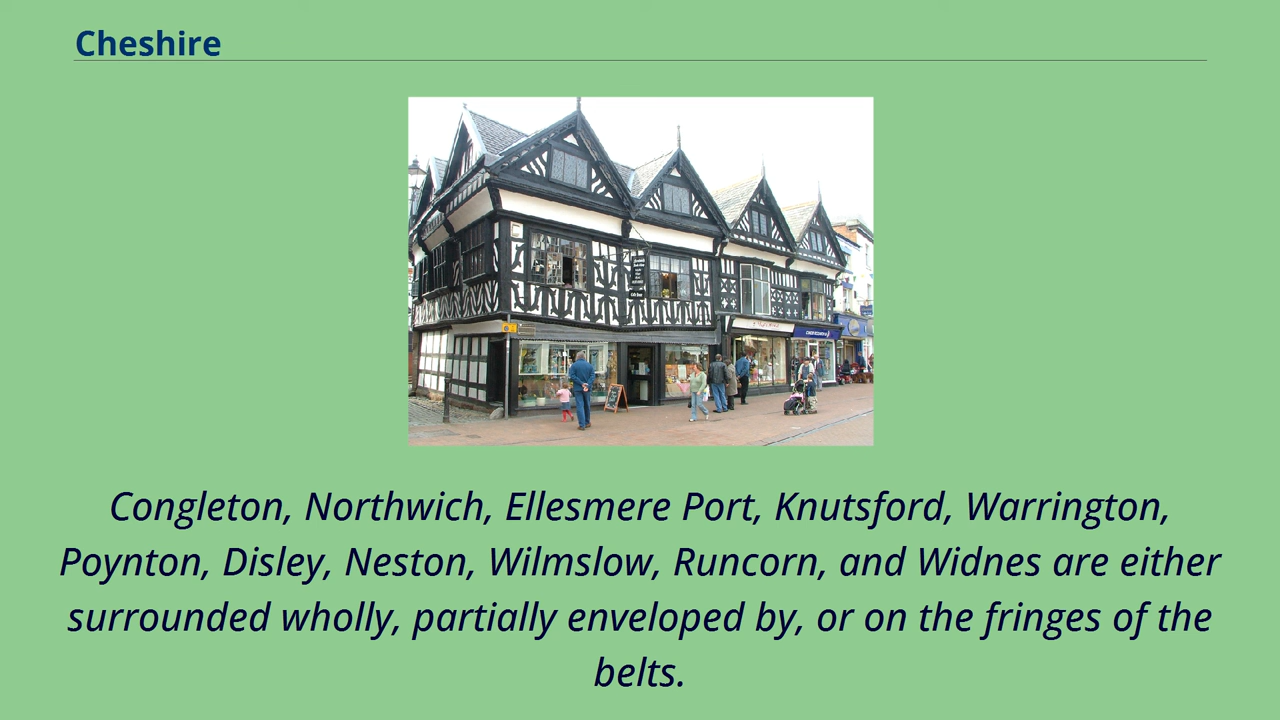 Cheshire
Congleton, Northwich, Ellesmere Port, Knutsford, Warrington,
Poynton, Disley, Neston, Wilmslow, Runcorn, and Widnes are either
surrounded wholly, partially enveloped by, or on the fringes of the
belts.